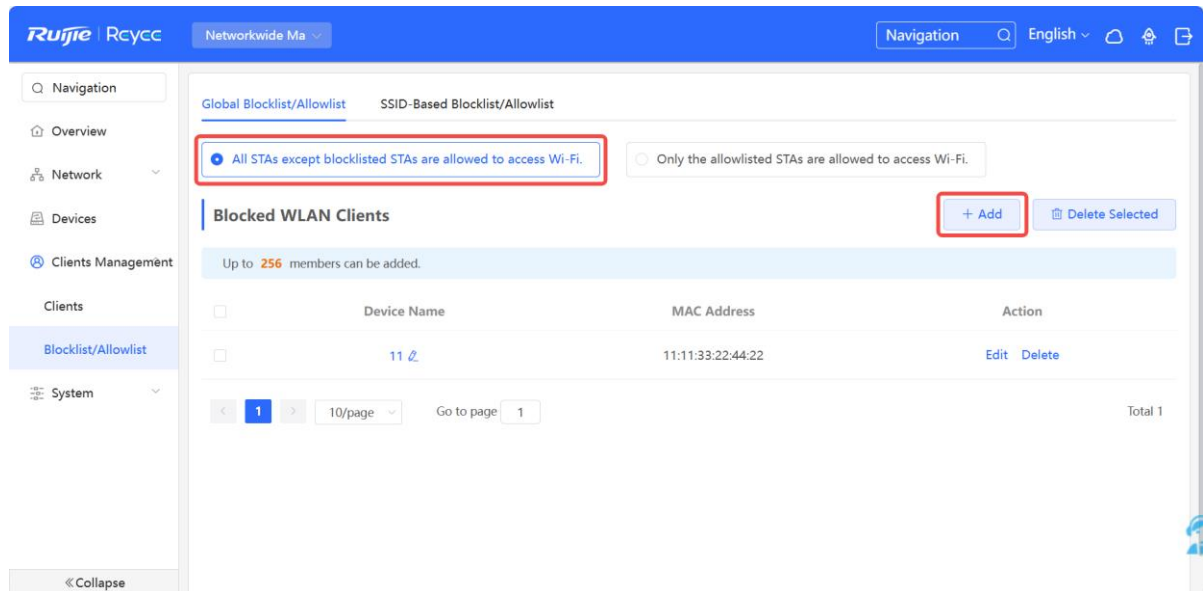 Ruijie | Rcycc Networkwide Ma Navigation English
Navigation
Overview
Network
Devices
Clients Management
Clients
Blocklist/Allowlist
System
«Collapse
Global Blocklist/Allowlist SSID-Based Blocklist/Allowlist
All STAs except blocklisted STAs are allowed to access Wi-Fi. Only the allowlisted STAs are allowed to access Wi-Fi.
Blocked WLAN Clients + Add Delete Selected
Up to 256 members can be added.
Device Name MAC Address Action
11 11:11:33:22:44:22 Edit Delete
< 1 > 10/page Go to page 1 Total 1